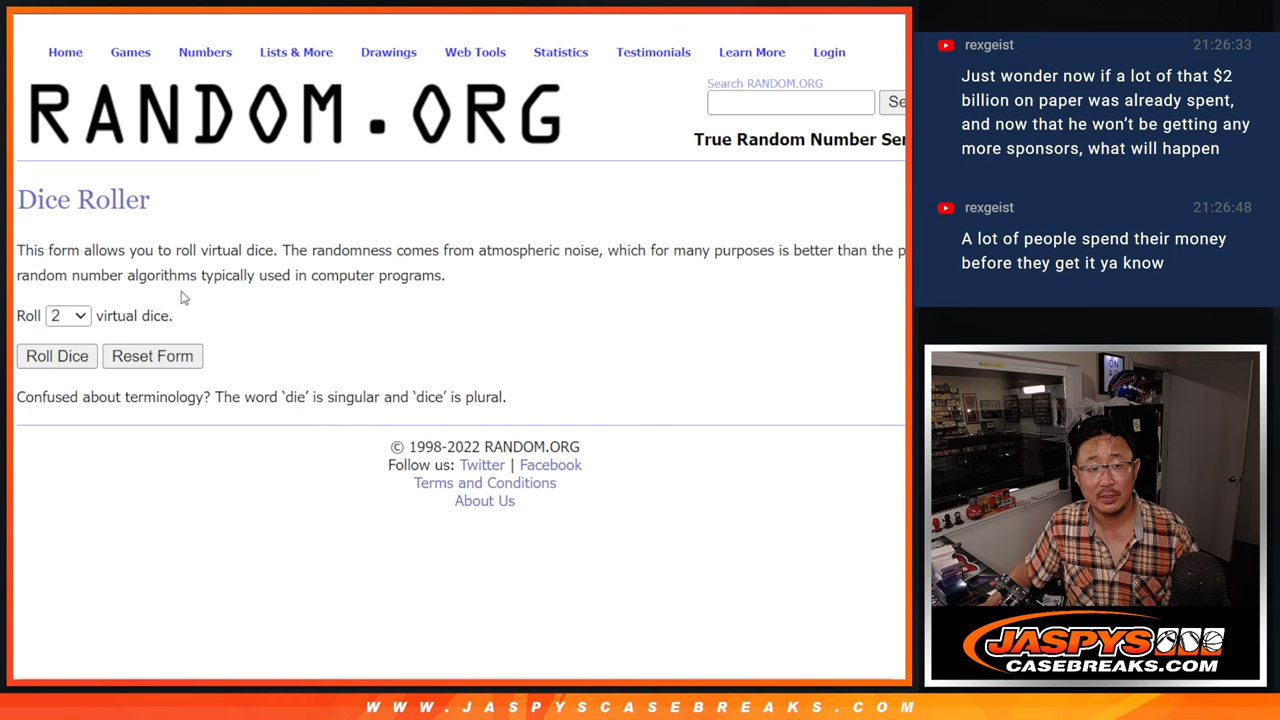 Home Games Numbers Lists & More Drawings Web Tools Statistics Testimonials Learn More Login
RANDOM.ORG
Search RANDOM.ORG
Se
True Random Number Ser
Dice Roller
This form allows you to roll virtual dice. The randomness comes from atmospheric noise, which for many purposes is better than the p
random number algorithms typically used in computer programs.
Roll 2 virtual dice.
Roll Dice Reset Form
Confused about terminology? The word ‘die’ is singular and ‘dice’ is plural.
© 1998-2022 RANDOM.ORG
Follow us: Twitter | Facebook
Terms and Conditions
About Us
rexgeist 21:26:33
Just wonder now if a lot of that $2
billion on paper was already spent,
and now that he won’t be getting any
more sponsors, what will happen
rexgeist 21:26:48
A lot of people spend their money
before they get it ya know
ON
AIR
JASPYS
CASEBREAKS.COM
WWW.JASPYSCASEBREAKS.COM